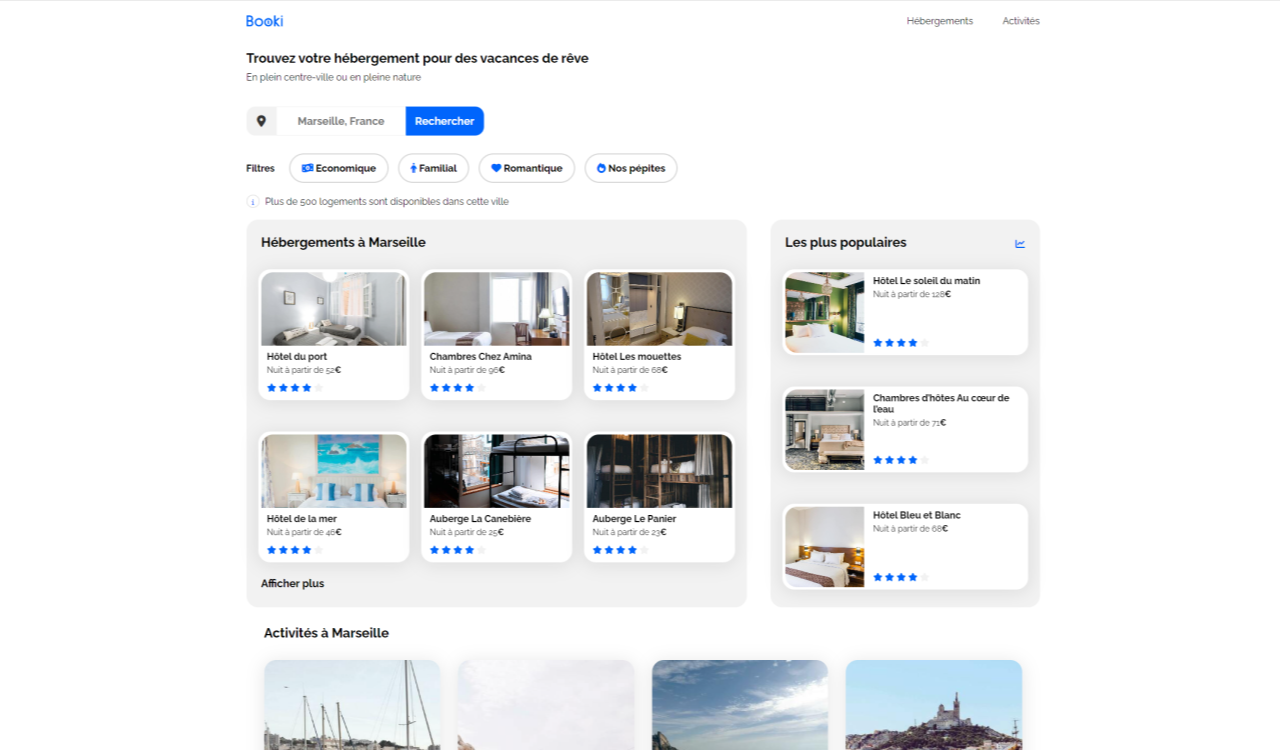 Booki
Hébergements
Activités
Trouvez votre hébergement pour des vacances de rêve
En plein centre-ville ou en pleine nature
Marseille, France
Rechercher
Filtres
Economique
Familial
Romantique
Nos pépites
Plus de 500 logements sont disponibles dans cette ville
Hébergements à Marseille
Hôtel du port
Nuit à partir de 52€
Chambres Chez Amina
Nuit à partir de 96€
Hôtel Les mouettes
Nuit à partir de 68€
Hôtel de la mer
Nuit à partir de 46€
Auberge La Canebière
Nuit à partir de 25€
Auberge Le Panier
Nuit à partir de 23€
Afficher plus
Les plus populaires
Hôtel Le soleil du matin
Nuit à partir de 128€
Chambres d'hôtes Au cœur de
l'eau
Nuit à partir de 71€
Hôtel Bleu et Blanc
Nuit à partir de 68€
Activités à Marseille